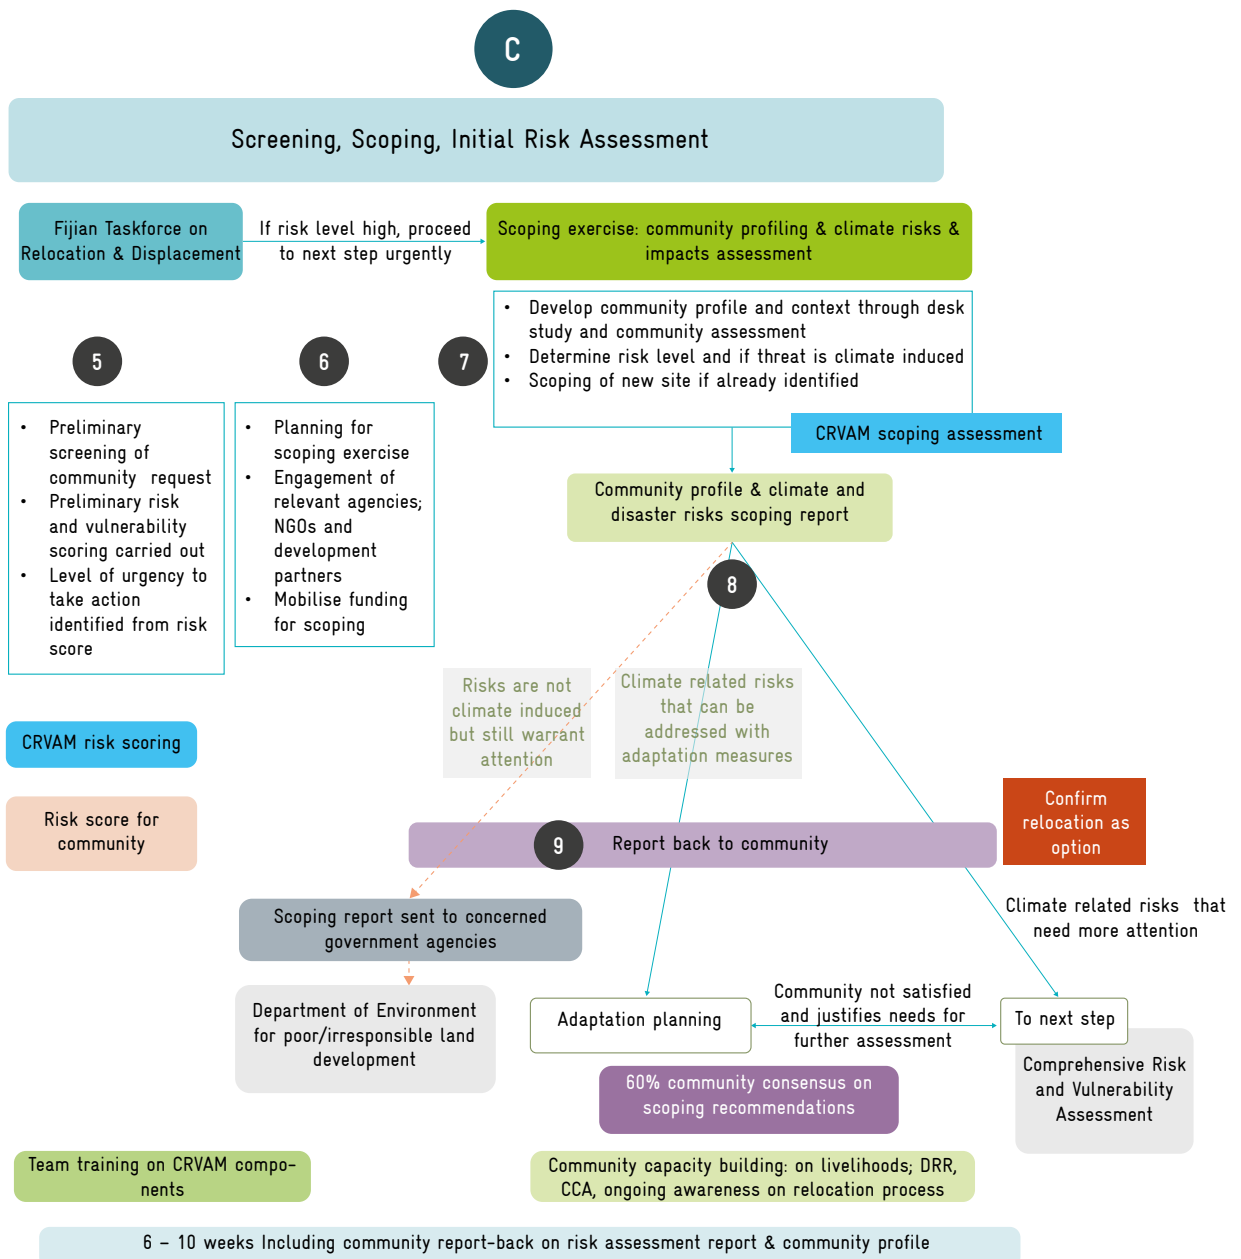 C
Screening, Scoping, Initial Risk Assessment
Fijian Taskforce on
Relocation & Displacement
If risk level high, proceed
to next step urgently
Scoping exercise: community profiling & climate risks &
impacts assessment
• Develop community profile and context through desk
study and community assessment
• Determine risk level and if threat is climate induced
• Scoping of new site if already identified
5
6
7
• Preliminary
screening of
community request
• Preliminary risk
and vulnerability
scoring carried out
• Level of urgency to
take action
identified from risk
score
• Planning for
scoping exercise
• Engagement of
relevant agencies;
NGOs and
development
partners
• Mobilise funding
for scoping
CRVAM scoping assessment
Community profile & climate and
disaster risks scoping report
8
Risks are not
climate induced
but still warrant
attention
Climate related risks
that can be
addressed with
adaptation measures
CRVAM risk scoring
Risk score for
community
Confirm
relocation as
option
9
Report back to community
Climate related risks that
need more attention
Scoping report sent to concerned
government agencies
Department of Environment
for poor/irresponsible land
development
Adaptation planning
Community not satisfied
and justifies needs for
further assessment
To next step
Comprehensive Risk
and Vulnerability
Assessment
60% community consensus on
scoping recommendations
Team training on CRVAM compo-
nents
Community capacity building: on livelihoods; DRR,
CCA, ongoing awareness on relocation process
6 – 10 weeks Including community report-back on risk assessment report & community profile